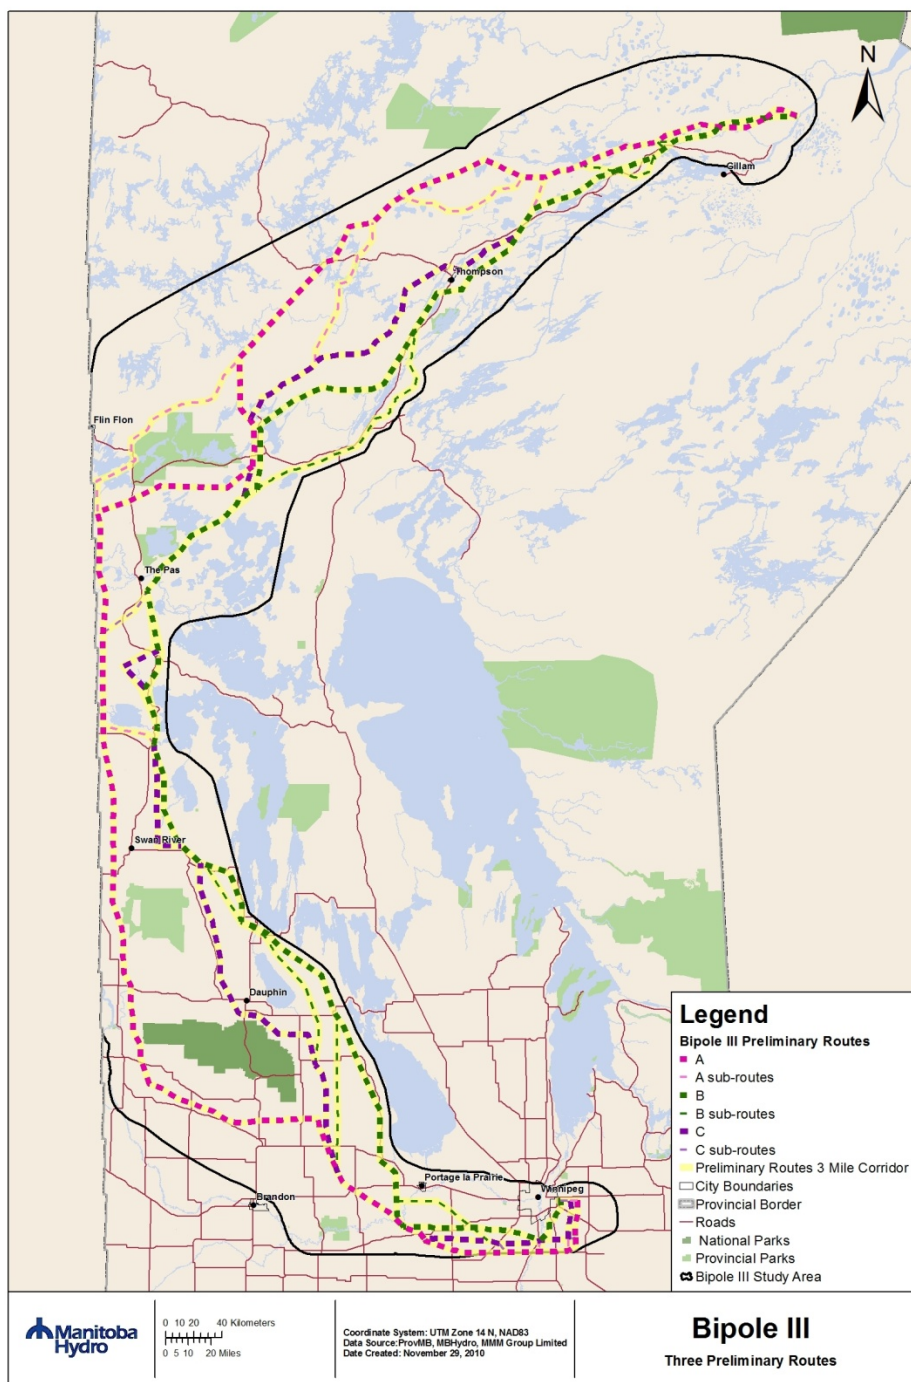 N
Gillam
Thompson
Flin Flon
The Pas
Swan River
Dauphin
Portage la Prairie
Winnipeg
Brandon
Legend
Bipole III Preliminary Routes
A
A sub-routes
B
B sub-routes
C
C sub-routes
Preliminary Routes 3 Mile Corridor
City Boundaries
Provincial Border
Roads
National Parks
Provincial Parks
Bipole III Study Area
Manitoba
Hydro
0 10 20 40 Kilometers
0 5 10 20 Miles
Coordinate System: UTM Zone 14 N, NAD83
Data Source:ProvMB, MBHydro, MMM Group Limited
Date Created: November 29, 2010
Bipole III
Three Preliminary Routes